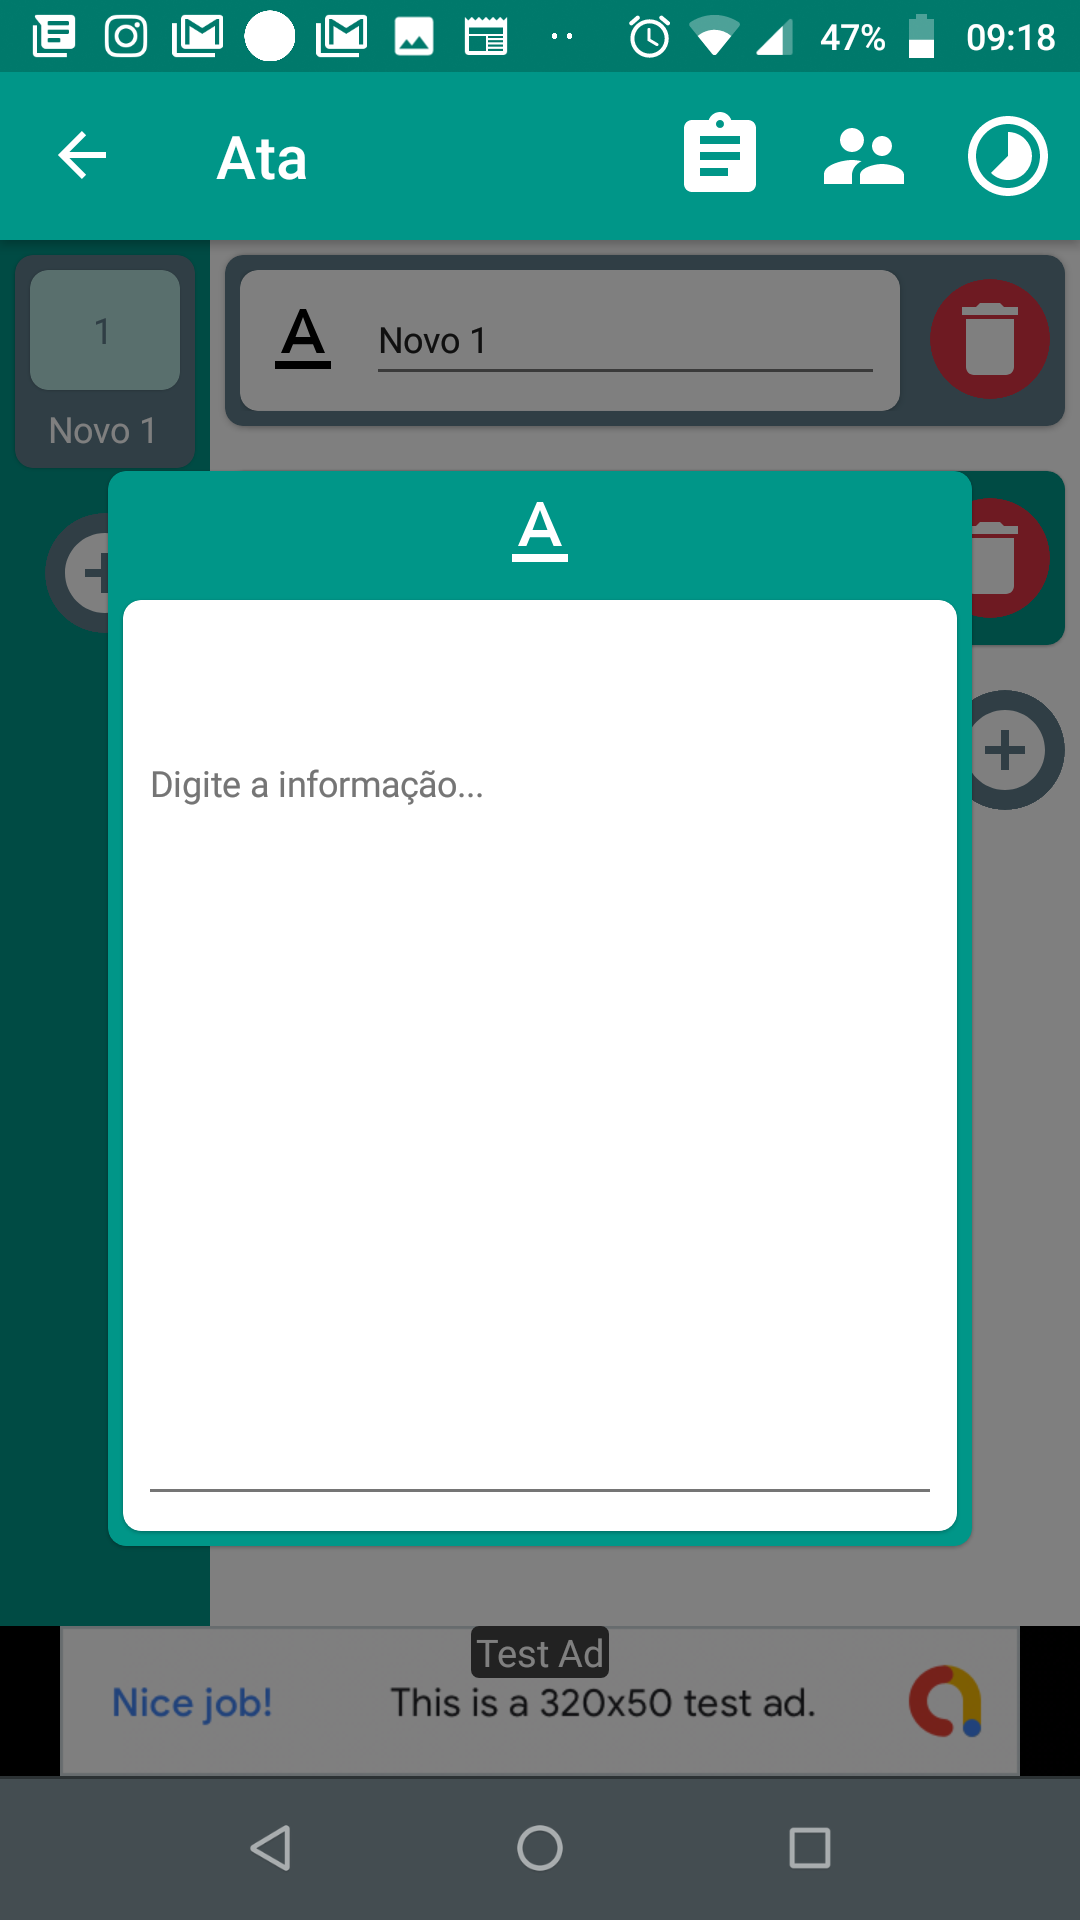 47% 09:18
Ata
1
Novo 1
A
Novo 1
A
Digite a informação...
Test Ad
Nice job!
This is a 320x50 test ad.